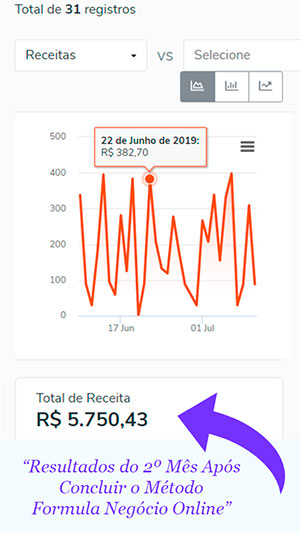 Total de 31 registros
Receitas VS Selecione
500
22 de Junho de 2019:
R$ 382,70
400
300
200
100
0
17 Jun 01 Jul
Total de Receita
R$ 5.750,43
“Resultados do 2º Mês Após
Concluir o Método
Formula Negócio Online”